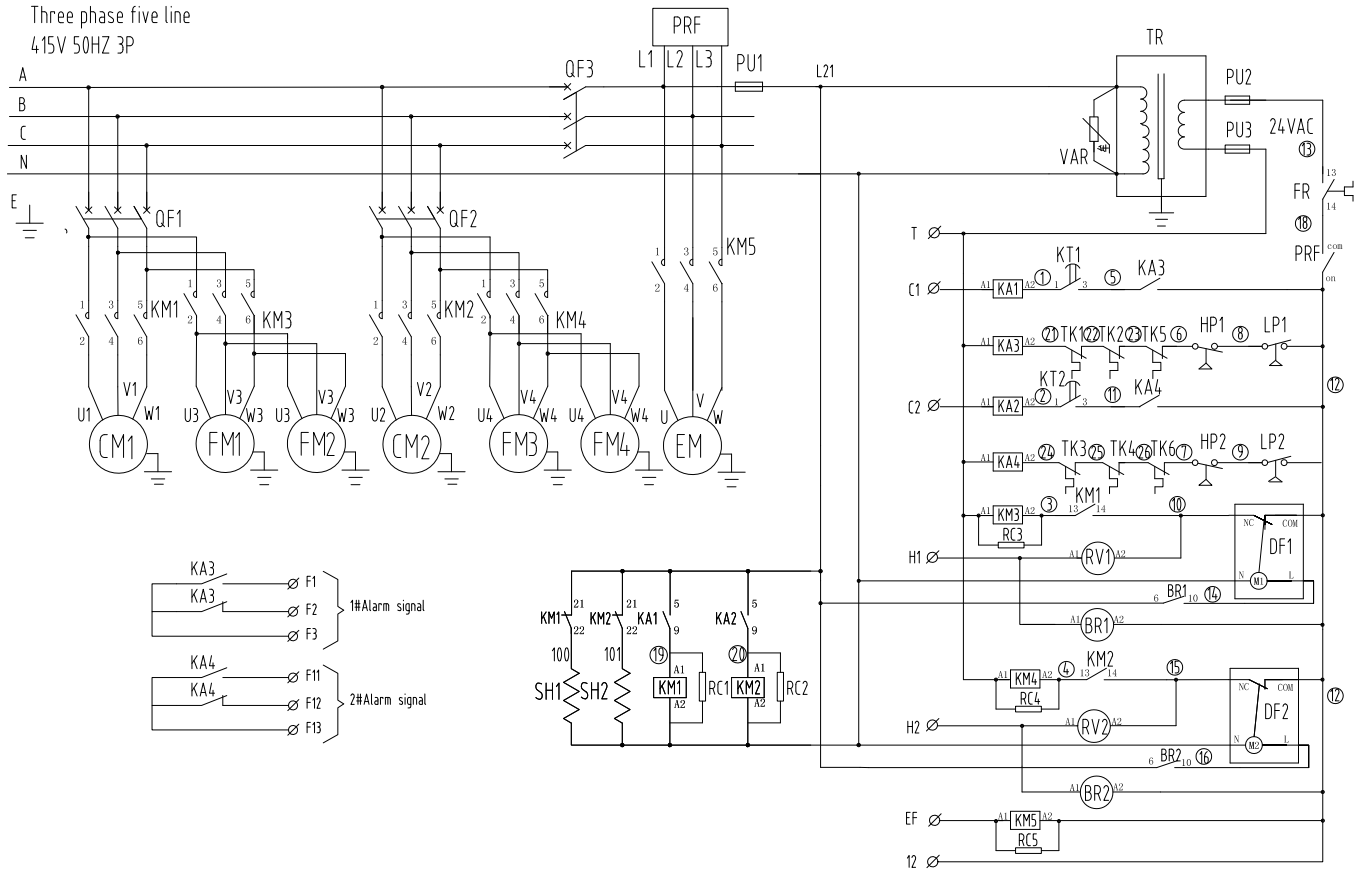 Three phase five line
415V 50HZ 3P
PRF
L1 L2 L3
PU1
L21
TR
A
B
C
N
E
QF3
VAR
PU2
24VAC
PU3
13
13
FR
14
18
PRF
com
on
QF1
QF2
KM5
1 3 5
2 4 6
T
C1
A1 KA1 A2
1
KT1
1 3
5
KA3
1 3 5
2 4 6
KM1
1 3 5
2 4 6
KM3
1 3 5
2 4 6
KM2
1 3 5
2 4 6
KM4
A1 KA3 A2
21 TK1 22 TK2 23 TK5
6
HP1
8
LP1
C2
A1 KA2 A2
2
KT2
1 3
11
KA4
12
U1 V1 W1
U3 V3 W3
U3 W3
U2 V2 W2
U4 V4 W4
U4 V4 W4
U V W
CM1
FM1
FM2
CM2
FM3
FM4
EM
A1 KA4 A2
24 TK3 25 TK4 26 TK6
7
HP2
9
LP2
A1 KM3 A2
3
KM1
13 14
10
RC3
NC COM
DF1
H1
A1 RV1 A2
N M1 L
6 BR1 10
14
A1 BR1 A2
KA3
F1
KA3
F2
F3
1#Alarm signal
KA4
F11
KA4
F12
F13
2#Alarm signal
21
KM1
22
21
KM2
22
5
KA1
9
5
KA2
9
100
101
19
20
SH1
SH2
A1
KM1
A2
RC1
A1
KM2
A2
RC2
A1 KM4 A2
4
KM2
13 14
15
RC4
NC COM
DF2
12
H2
A1 RV2 A2
N M2 L
6 BR2 10
16
A1 BR2 A2
EF
A1 KM5 A2
RC5
12